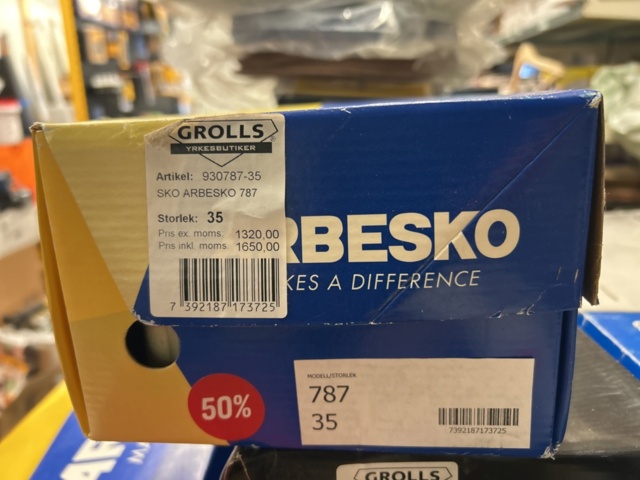 GROLLS
YRKESBUTIKER
Artikel: 930787-35
SKO ARBESKO 787
Storlek: 35
Pris ex. moms 1320,00
Pris inkl. moms 1650,00
7 392187 173725
RBESKO
KES A DIFFERENCE
50%
MODELL/STORLEK
787
35
7392187173725
GROLLS